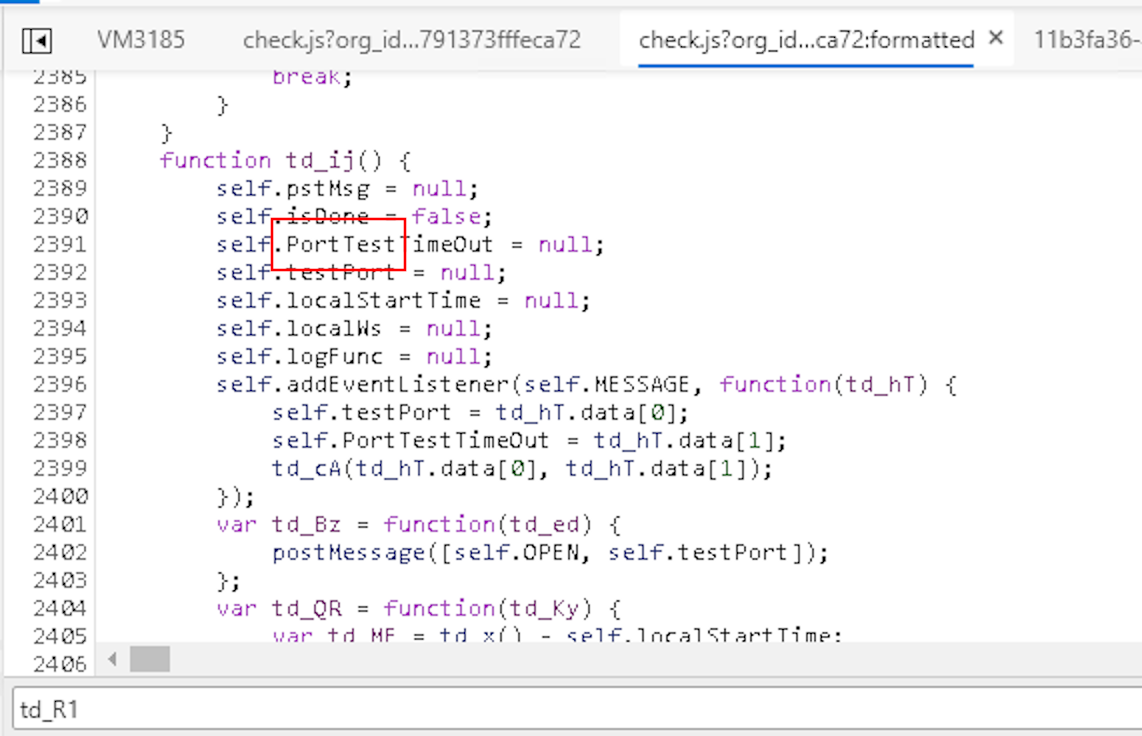 VM3185 check.js?org_id...791373fffeca72 check.js?org_id...ca72:formatted × 11b3fa36-
2385 break;
2386 }
2387 }
2388 function td_ij() {
2389 self.pstMsg = null;
2390 self.isDone = false;
2391 self.PortTestTimeOut = null;
2392 self.testPort = null;
2393 self.localStartTime = null;
2394 self.localWs = null;
2395 self.logFunc = null;
2396 self.addEventListener(self.MESSAGE, function(td_hT) {
2397 self.testPort = td_hT.data[0];
2398 self.PortTestTimeOut = td_hT.data[1];
2399 td_cA(td_hT.data[0], td_hT.data[1]);
2400 });
2401 var td_Bz = function(td_ed) {
2402 postMessage([self.OPEN, self.testPort]);
2403 };
2404 var td_QR = function(td_Ky) {
2405 var td_MF = td_x() - self.localStartTime;
2406
td_R1